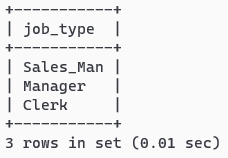 +-----------+
| job_type  |
+-----------+
| Sales_Man |
| Manager   |
| Clerk     |
+-----------+
3 rows in set (0.01 sec)